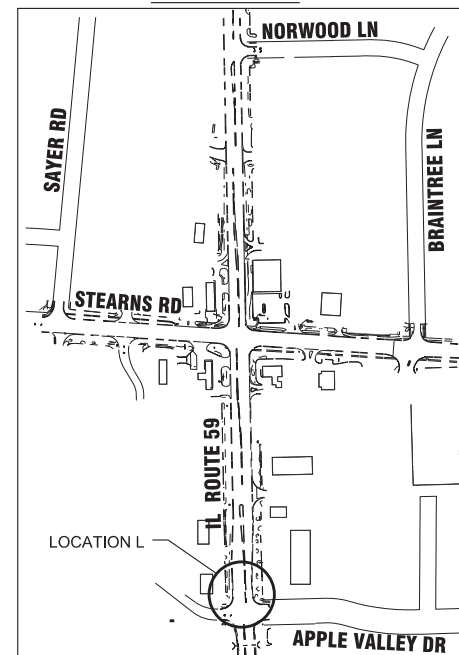 NORWOOD LN
SAYER RD
BRAINTREE LN
STEARNS RD
IL ROUTE 59
LOCATION L
APPLE VALLEY DR